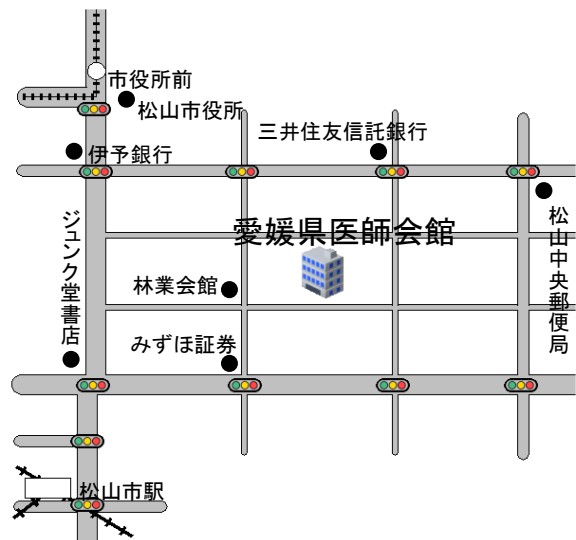 市役所前
松山市役所
三井住友信託銀行
伊予銀行
ジュンク堂書店
愛媛県医師会館
松山中央郵便局
林業会館
みずほ証券
松山市駅